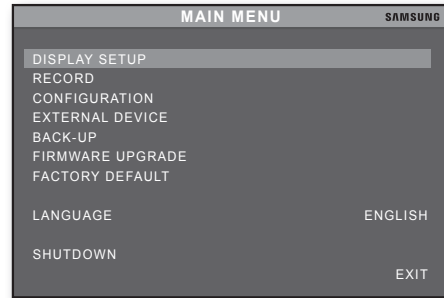 MAIN MENU SAMSUNG
DISPLAY SETUP
RECORD
CONFIGURATION
EXTERNAL DEVICE
BACK-UP
FIRMWARE UPGRADE
FACTORY DEFAULT
LANGUAGE ENGLISH
SHUTDOWN
EXIT